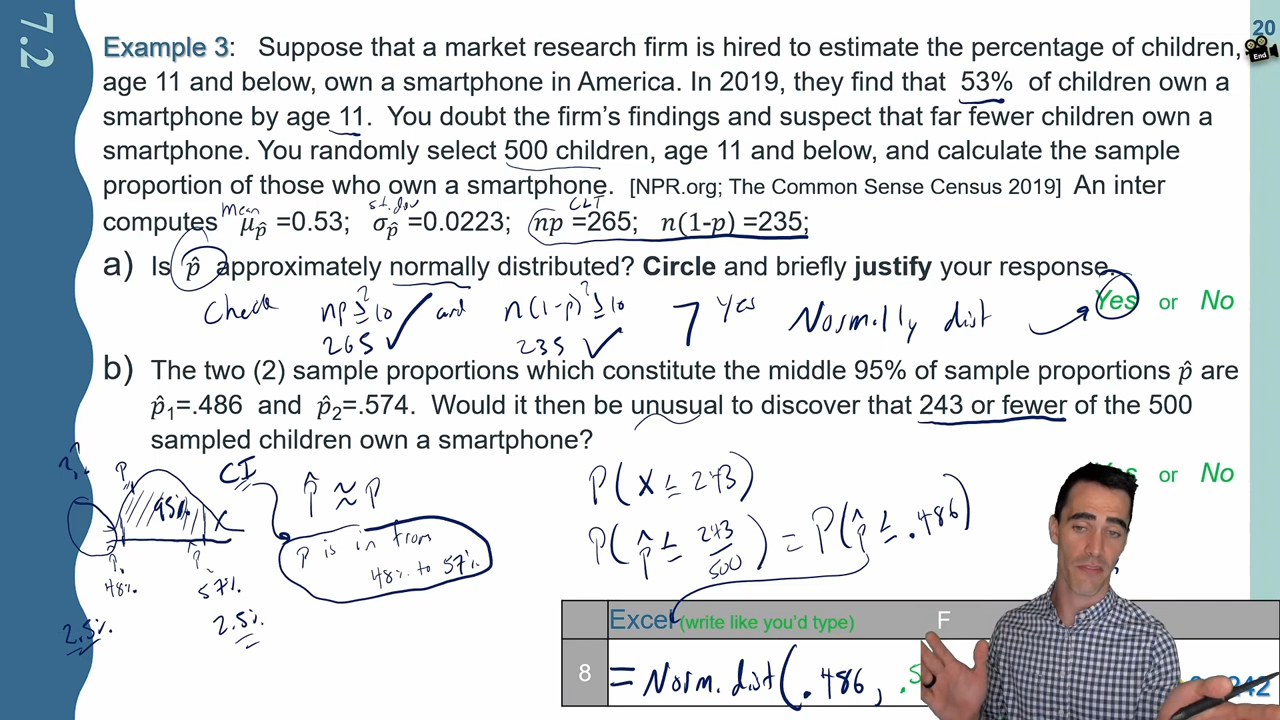 7.2
20
End
Example 3: Suppose that a market research firm is hired to estimate the percentage of children,
age 11 and below, own a smartphone in America. In 2019, they find that 53% of children own a
smartphone by age 11. You doubt the firm's findings and suspect that far fewer children own a
smartphone. You randomly select 500 children, age 11 and below, and calculate the sample
proportion of those who own a smartphone. [NPR.org; The Common Sense Census 2019] An inter
mean st.dev CLT
computes μp̂ =0.53; σp̂ =0.0223; np =265; n(1-p) =235;
a) Is p̂ approximately normally distributed? Circle and briefly justify your response.
Yes or No
Check np ≥? 10 and n(1-p) ≥? 10 Yes Normally dist
265 ✓ 235 ✓
b) The two (2) sample proportions which constitute the middle 95% of sample proportions p̂ are
p̂1=.486 and p̂2=.574. Would it then be unusual to discover that 243 or fewer of the 500
sampled children own a smartphone?
Yes or No
CI
p̂ ≈ p
P(X ≤ 243)
95%
P(p̂ ≤ 243/500) = P(p̂ ≤ .486)
p is in from
48% to 57%
48% 57%
2.5% 2.5%
Excel (write like you'd type) F
8 = Norm.dist(.486,